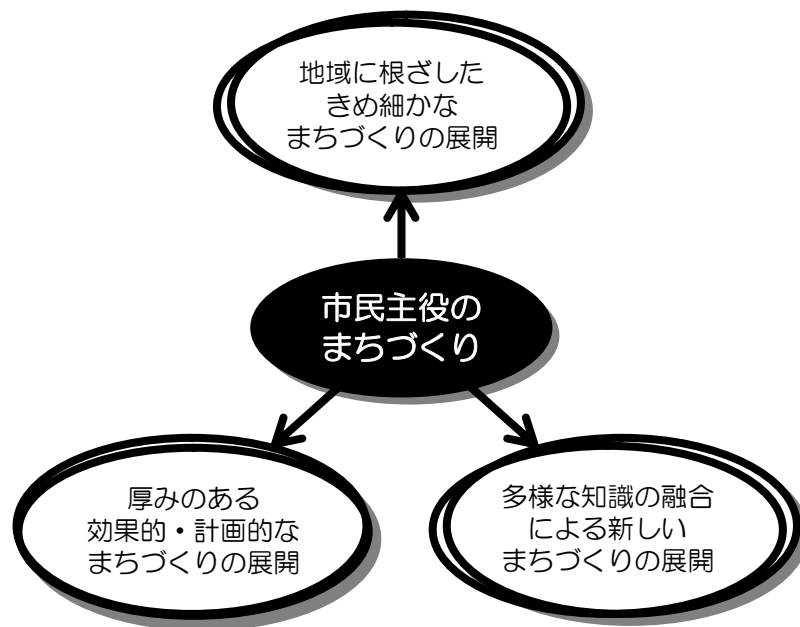 地域に根ざした
きめ細かな
まちづくりの展開
市民主役の
まちづくり
厚みのある
効果的・計画的な
まちづくりの展開
多様な知識の融合
による新しい
まちづくりの展開